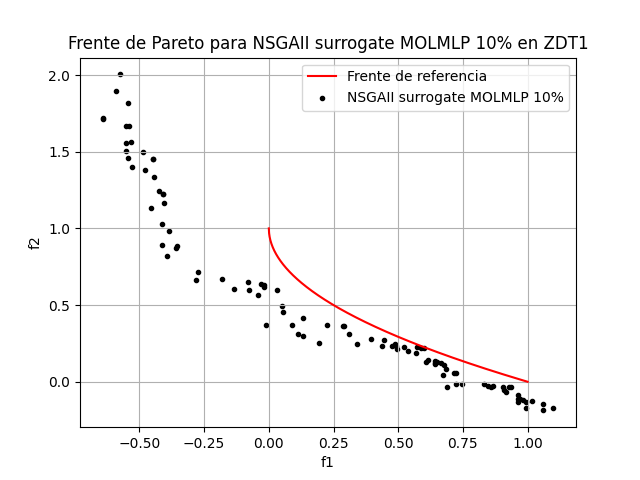 Frente de Pareto para NSGAII surrogate MOLMLP 10% en ZDT1
Frente de referencia
NSGAII surrogate MOLMLP 10%
f2
2.0
1.5
1.0
0.5
0.0
−0.50
−0.25
0.00
0.25
0.50
0.75
1.00
f1